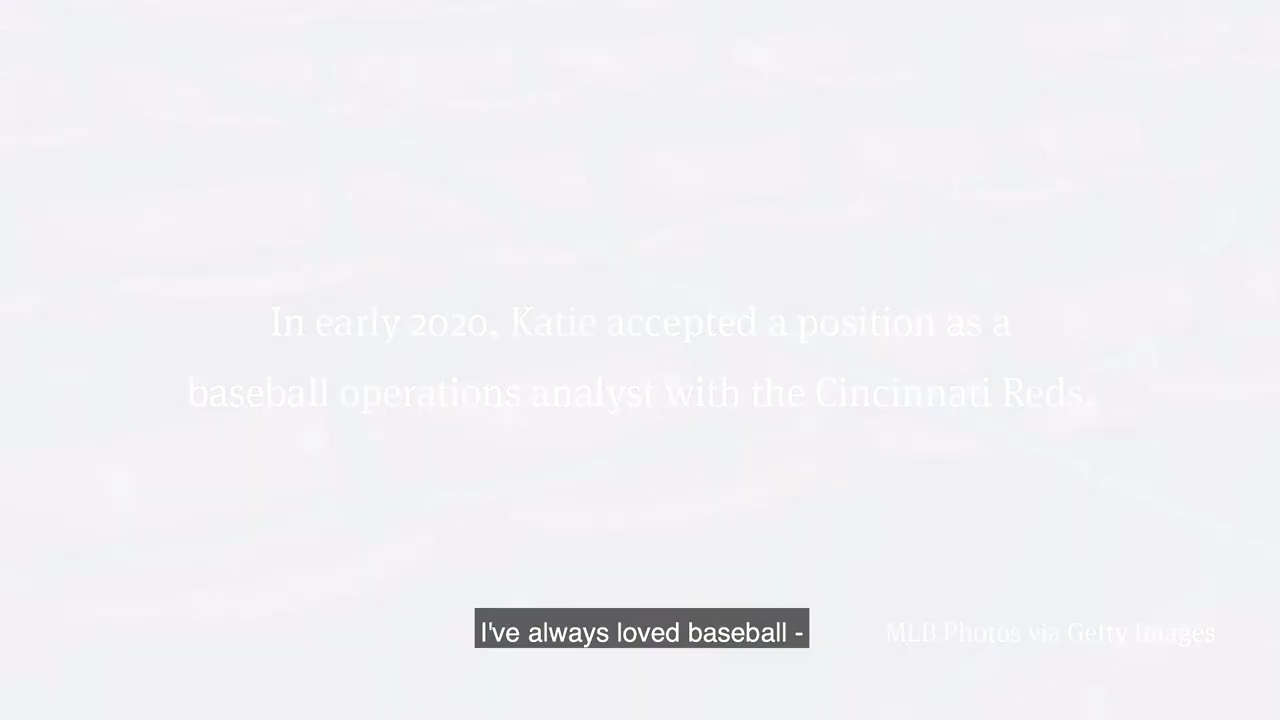 In early 2020, Katie accepted a position as a
baseball operations analyst with the Cincinnati Reds.
I've always loved baseball -
MLB Photos via Getty Images